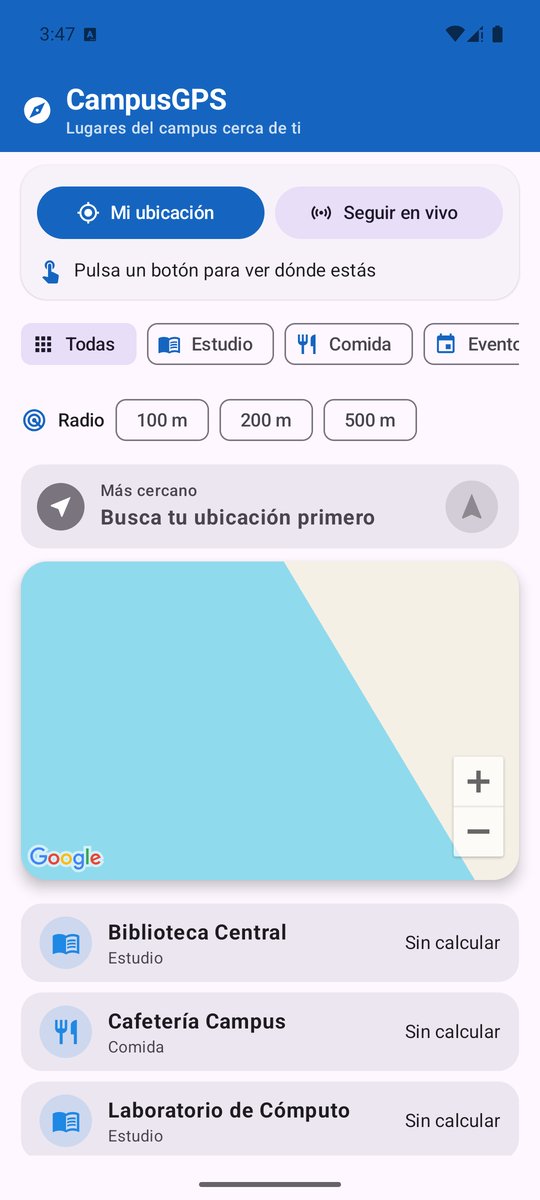 3:47 A
CampusGPS
Lugares del campus cerca de ti
Mi ubicación
Seguir en vivo
Pulsa un botón para ver dónde estás
Todas
Estudio
Comida
Evento
Radio
100 m
200 m
500 m
Más cercano
Busca tu ubicación primero
+
−
Google
Biblioteca Central
Sin calcular
Estudio
Cafetería Campus
Sin calcular
Comida
Laboratorio de Cómputo
Sin calcular
Estudio